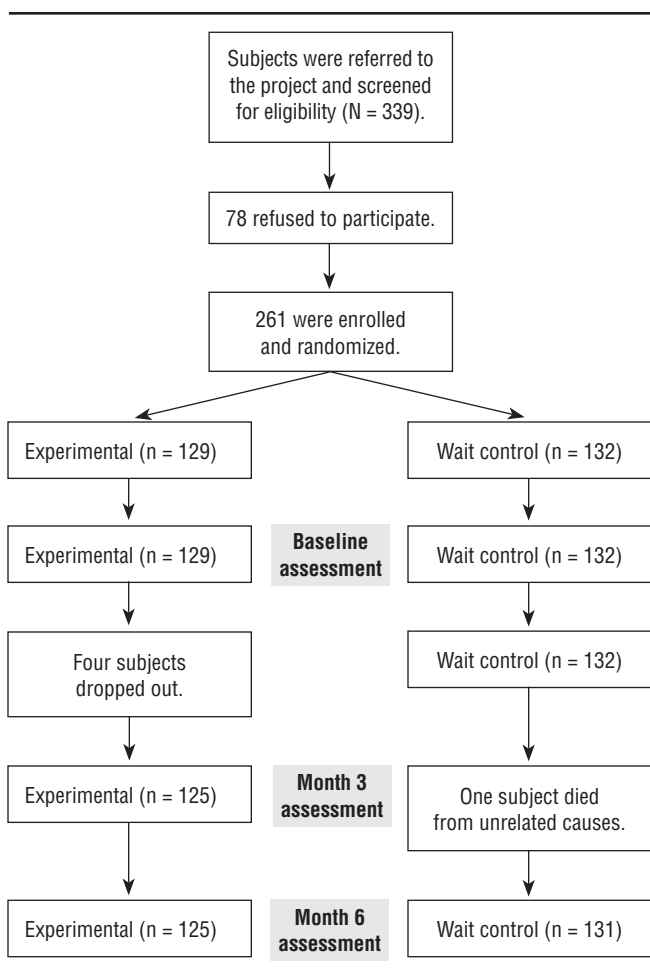 Subjects were referred to
the project and screened
for eligibility (N = 339).
78 refused to participate.
261 were enrolled
and randomized.
Experimental (n = 129)
Wait control (n = 132)
Experimental (n = 129)
Baseline
assessment
Wait control (n = 132)
Four subjects
dropped out.
Wait control (n = 132)
Experimental (n = 125)
Month 3
assessment
One subject died
from unrelated causes.
Experimental (n = 125)
Month 6
assessment
Wait control (n = 131)